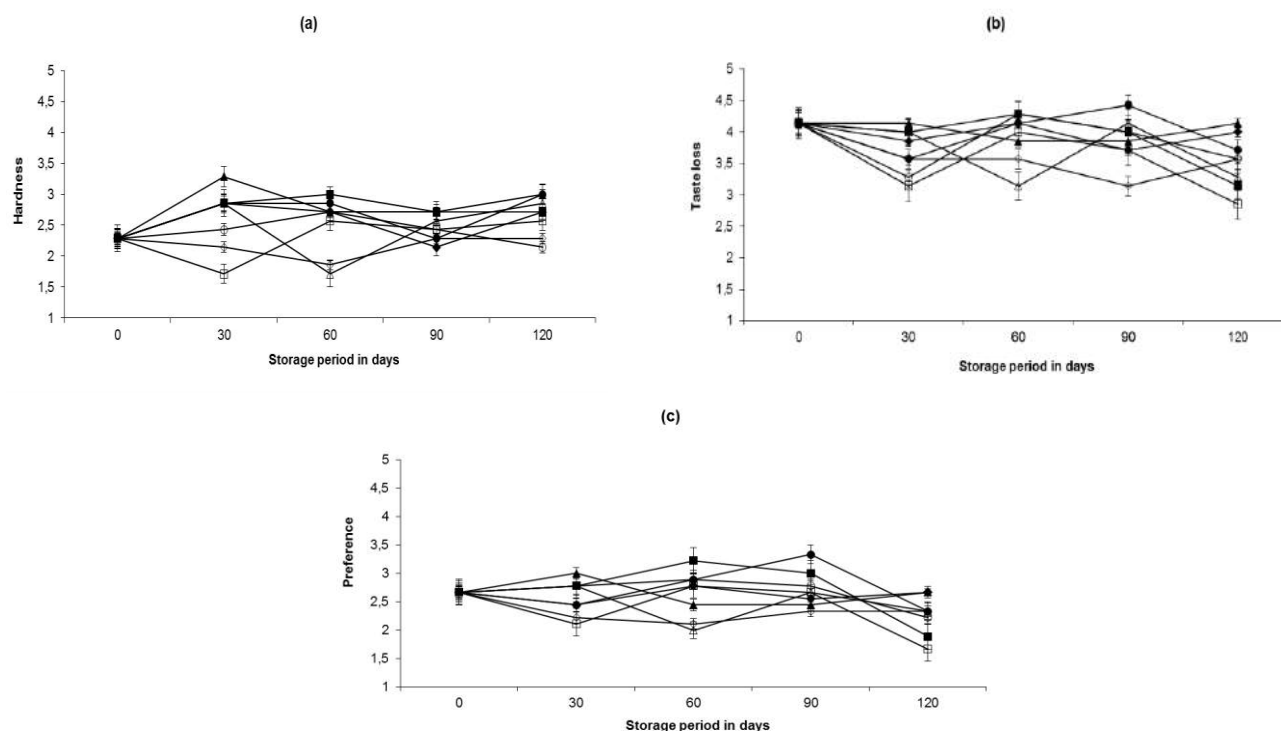 (a)
5
4,5
4
3,5
3
2,5
2
1,5
1
Hardness
0 30 60 90 120
Storage period in days
(b)
5
4,5
4
3,5
3
2,5
2
1,5
1
Taste loss
0 30 60 90 120
Storage period in days
(c)
5
4,5
4
3,5
3
2,5
2
1,5
1
Preference
0 30 60 90 120
Storage period in days